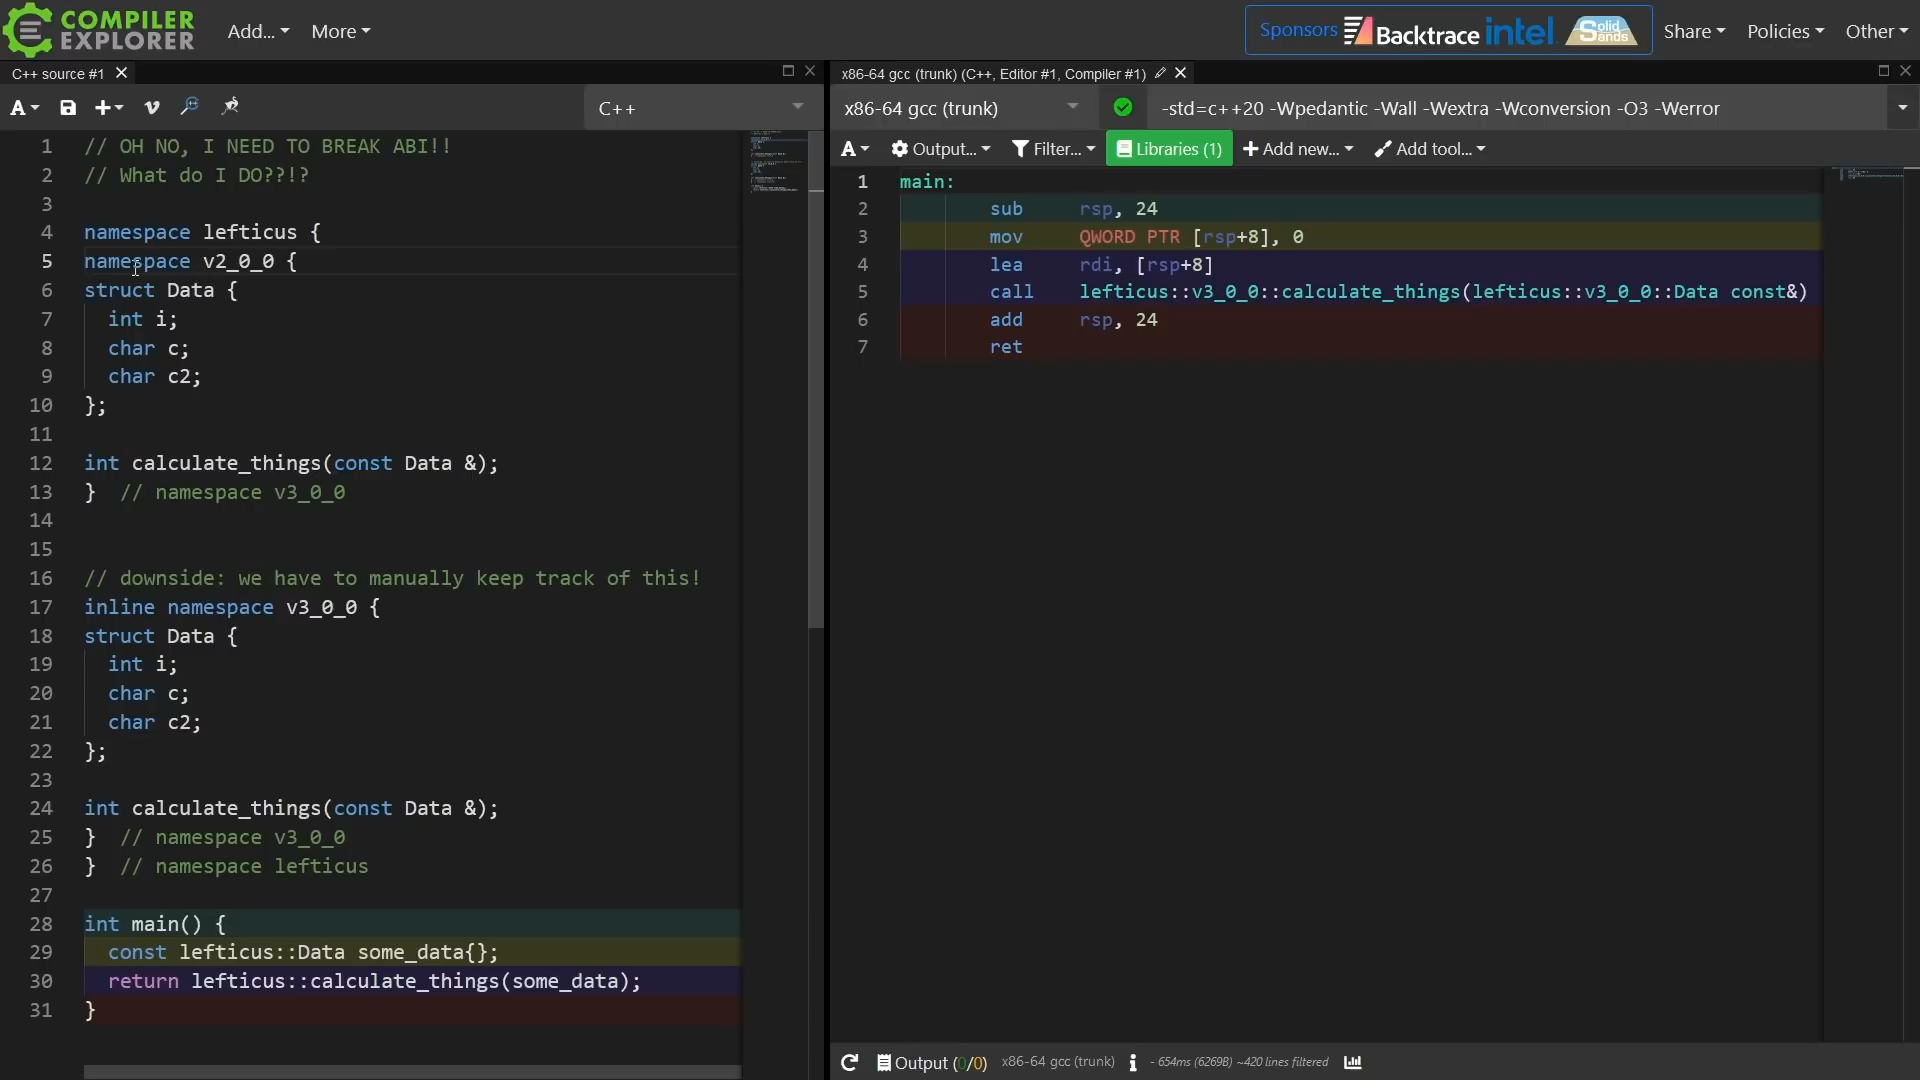 COMPILER
EXPLORER
Add...
More
Sponsors Backtrace intel Solid Sands
Share
Policies
Other
C++ source #1
A
C++
1 // OH NO, I NEED TO BREAK ABI!!
2 // What do I DO??!?
3
4 namespace lefticus {
5 namespace v2_0_0 {
6 struct Data {
7 int i;
8 char c;
9 char c2;
10 };
11
12 int calculate_things(const Data &);
13 } // namespace v3_0_0
14
15
16 // downside: we have to manually keep track of this!
17 inline namespace v3_0_0 {
18 struct Data {
19 int i;
20 char c;
21 char c2;
22 };
23
24 int calculate_things(const Data &);
25 } // namespace v3_0_0
26 } // namespace lefticus
27
28 int main() {
29 const lefticus::Data some_data{};
30 return lefticus::calculate_things(some_data);
31 }
x86-64 gcc (trunk) (C++, Editor #1, Compiler #1)
x86-64 gcc (trunk)
-std=c++20 -Wpedantic -Wall -Wextra -Wconversion -O3 -Werror
A Output... Filter... Libraries (1) Add new... Add tool...
1 main:
2 sub rsp, 24
3 mov QWORD PTR [rsp+8], 0
4 lea rdi, [rsp+8]
5 call lefticus::v3_0_0::calculate_things(lefticus::v3_0_0::Data const&)
6 add rsp, 24
7 ret
Output (0/0) x86-64 gcc (trunk) i - 654ms (6269B) ~420 lines filtered